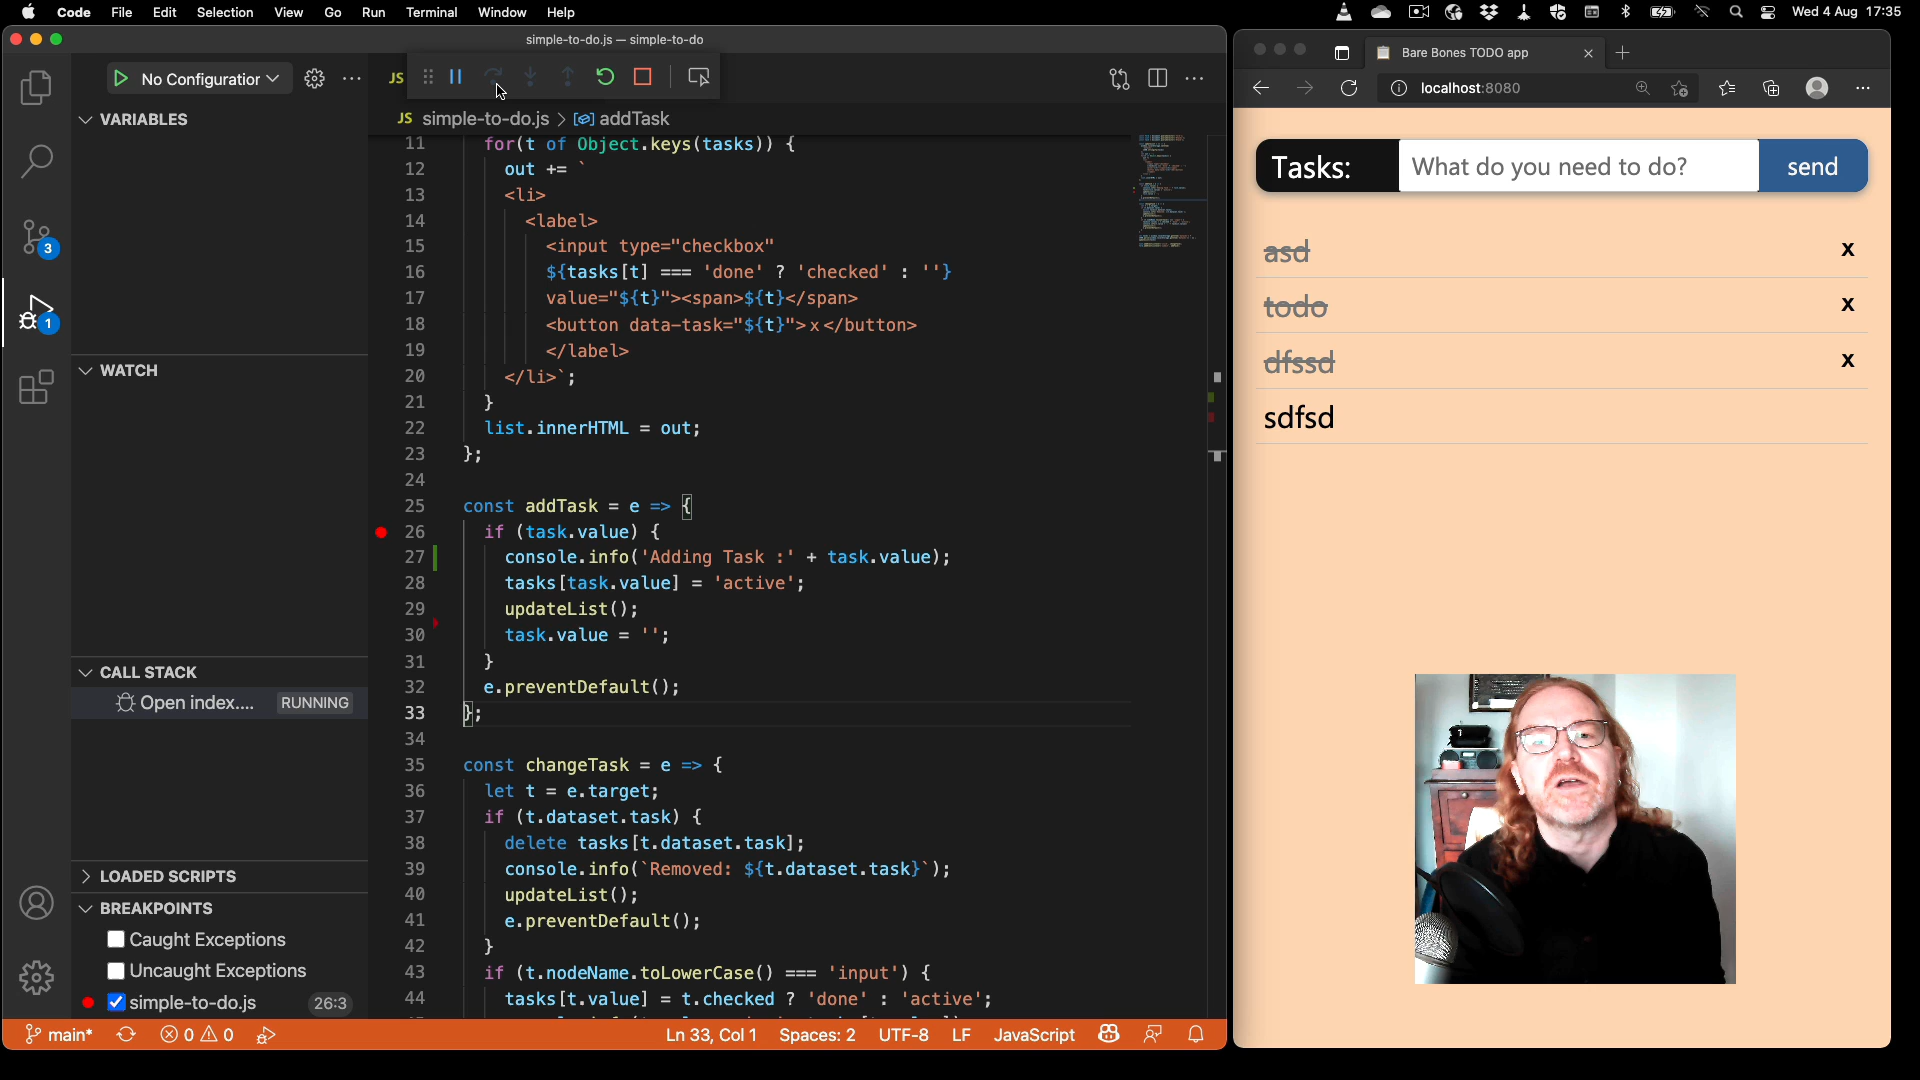 Code File Edit Selection View Go Run Terminal Window Help Wed 4 Aug 17:35
simple-to-do.js — simple-to-do
No Configuratior
JS
JS simple-to-do.js > addTask
VARIABLES
WATCH
CALL STACK
Open index.... RUNNING
LOADED SCRIPTS
BREAKPOINTS
Caught Exceptions
Uncaught Exceptions
simple-to-do.js 26:3
3
1
11 for(t of Object.keys(tasks)) {
12 out += `
13 <li>
14 <label>
15 <input type="checkbox"
16 ${tasks[t] === 'done' ? 'checked' : ''}
17 value="${t}"><span>${t}</span>
18 <button data-task="${t}">x</button>
19 </label>
20 </li>`;
21 }
22 list.innerHTML = out;
23 };
24
25 const addTask = e => {
26 if (task.value) {
27 console.info('Adding Task :' + task.value);
28 tasks[task.value] = 'active';
29 updateList();
30 task.value = '';
31 }
32 e.preventDefault();
33 };
34
35 const changeTask = e => {
36 let t = e.target;
37 if (t.dataset.task) {
38 delete tasks[t.dataset.task];
39 console.info(`Removed: ${t.dataset.task}`);
40 updateList();
41 e.preventDefault();
42 }
43 if (t.nodeName.toLowerCase() === 'input') {
44 tasks[t.value] = t.checked ? 'done' : 'active';
main* 0 0 Ln 33, Col 1 Spaces: 2 UTF-8 LF JavaScript
Bare Bones TODO app
localhost:8080
Tasks: What do you need to do? send
asd x
todo x
dfssd x
sdfsd